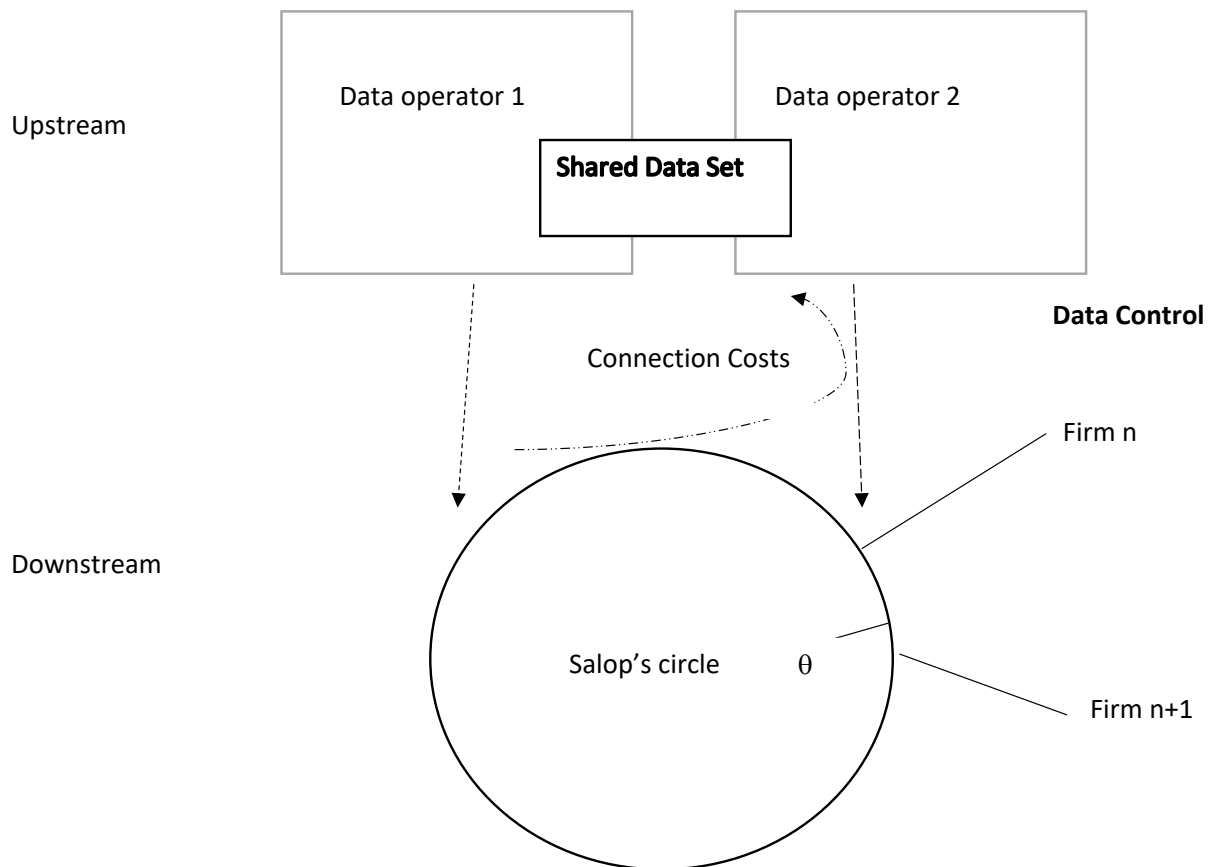 Data operator 1
Data operator 2
Upstream
Shared Data Set
Data Control
Connection Costs
Firm n
Downstream
Salop’s circle
θ
Firm n+1